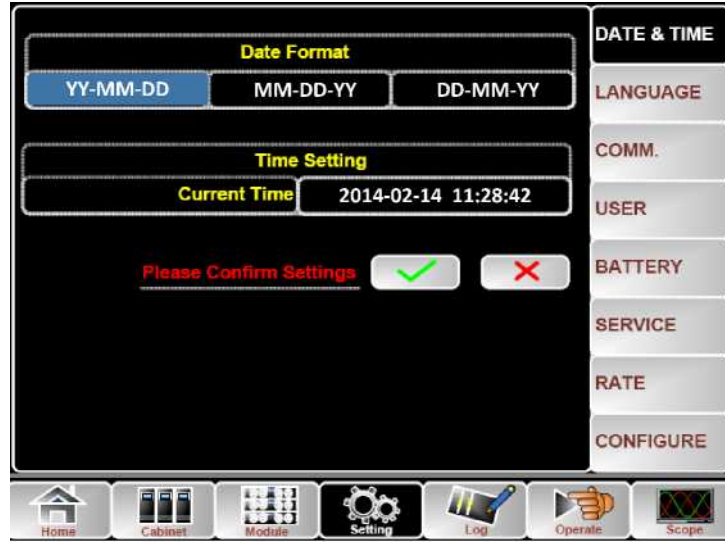 Date Format
YY-MM-DD MM-DD-YY DD-MM-YY
Time Setting
Current Time 2014-02-14 11:28:42
Please Confirm Settings
DATE & TIME
LANGUAGE
COMM.
USER
BATTERY
SERVICE
RATE
CONFIGURE
Home Cabinet Module Setting Log Operate Scope